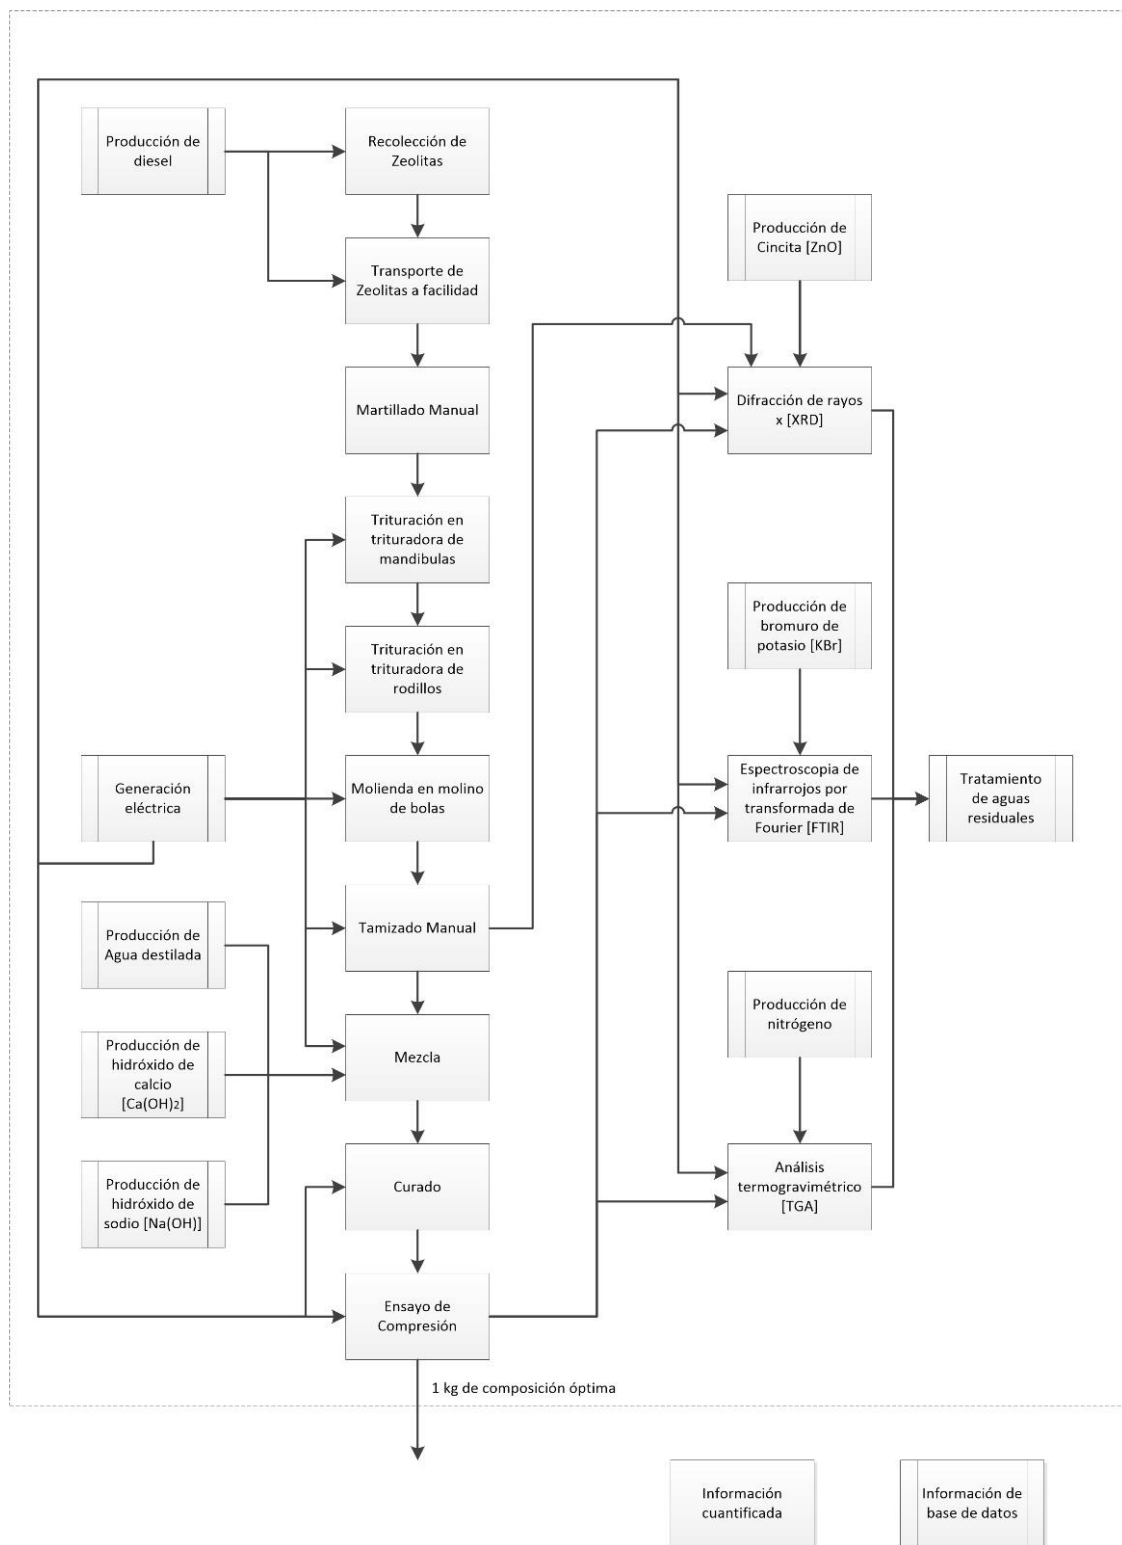 Producción de
diesel
Recolección de
Zeolitas
Producción de
Cincita [ZnO]
Transporte de
Zeolitas a facilidad
Martillado Manual
Difracción de rayos
x [XRD]
Trituración en
trituradora de
mandibulas
Producción de
bromuro de
potasio [KBr]
Trituración en
trituradora de
rodillos
Generación
eléctrica
Molienda en molino
de bolas
Espectroscopia de
infrarrojos por
transformada de
Fourier [FTIR]
Tratamiento
de aguas
residuales
Producción de
Agua destilada
Tamizado Manual
Producción de
nitrógeno
Producción de
hidróxido de
calcio
[Ca(OH)2]
Mezcla
Producción de
hidróxido de
sodio [Na(OH)]
Curado
Análisis
termogravimétrico
[TGA]
Ensayo de
Compresión
1 kg de composición óptima
Información
cuantificada
Información de
base de datos